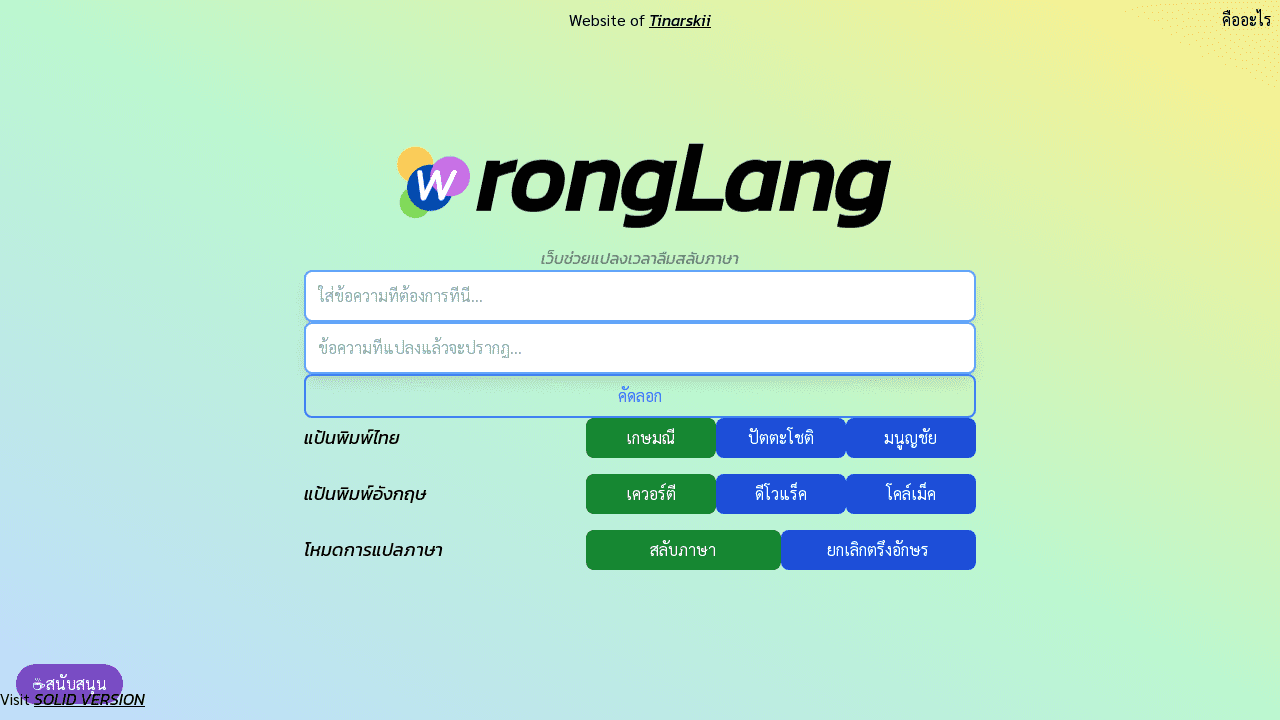 Website of Tinarskii
คืออะไร
WrongLang
เว็บช่วยแปลงเวลาลืมสลับภาษา
ใส่ข้อความที่ต้องการที่นี่...
ข้อความที่แปลงแล้วจะปรากฏ...
คัดลอก
แป้นพิมพ์ไทย เกษมณี ปัตตะโชติ มนูญชัย
แป้นพิมพ์อังกฤษ เควอร์ตี ดีโวแร็ค โคล์เม็ค
โหมดการแปลภาษา สลับภาษา ยกเลิกตรึงอักษร
☕สนับสนุน
Visit SOLID VERSION